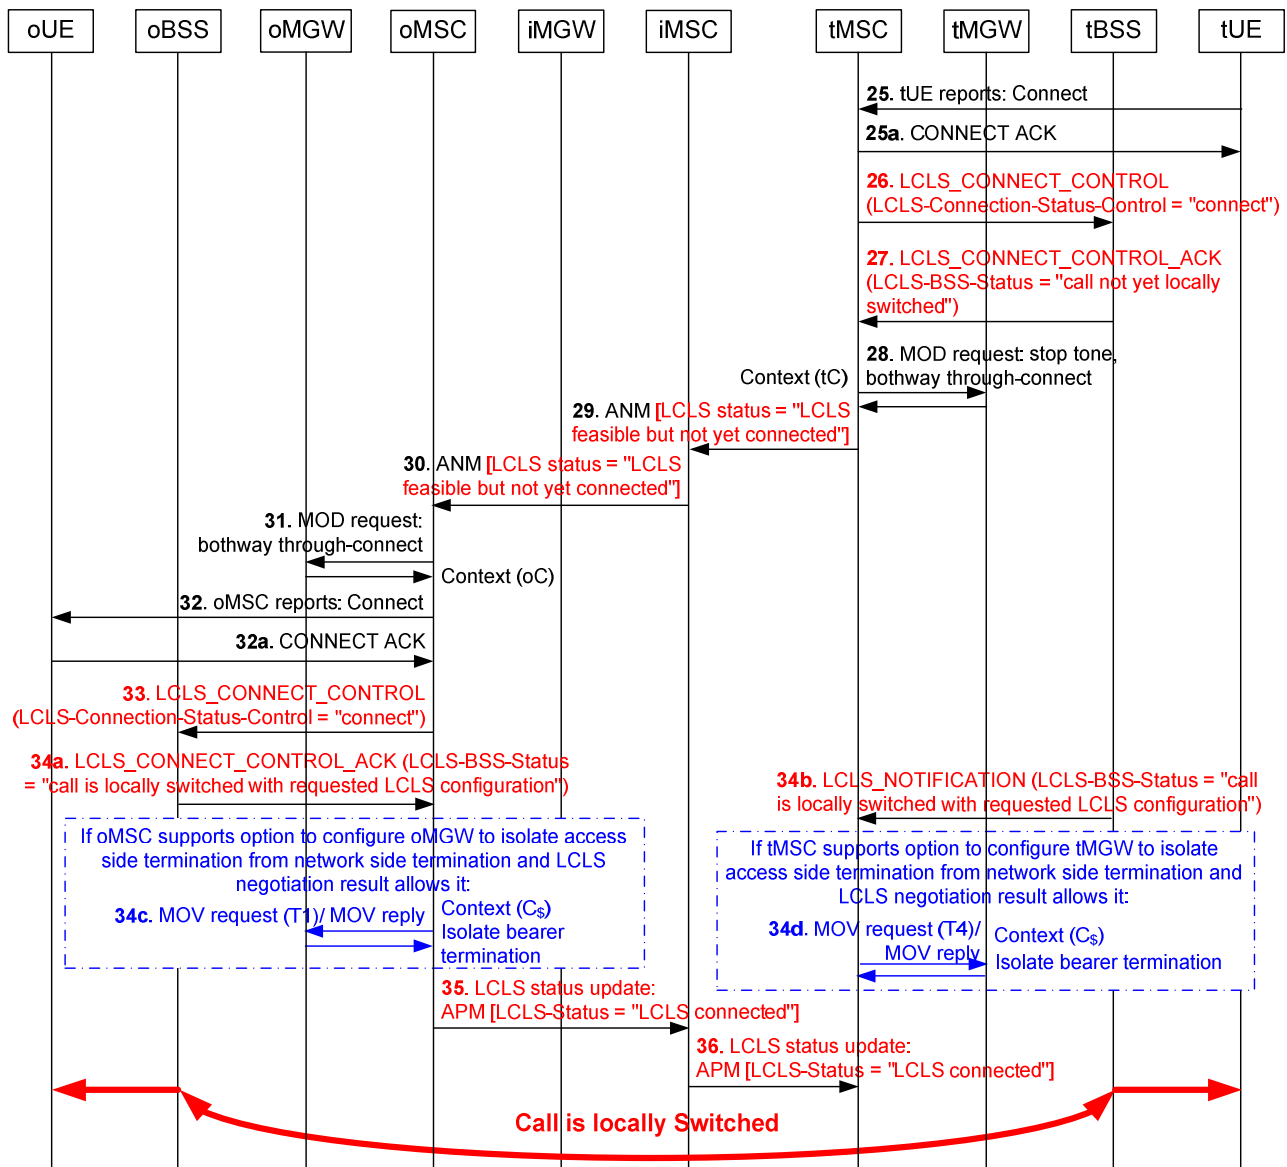 oUE oBSS oMGW oMSC iMGW iMSC tMSC tMGW tBSS tUE
25. tUE reports: Connect
25a. CONNECT ACK
26. LCLS_CONNECT_CONTROL
(LCLS-Connection-Status-Control = "connect")
27. LCLS_CONNECT_CONTROL_ACK
(LCLS-BSS-Status = "call not yet locally
switched")
28. MOD request: stop tone,
bothway through-connect
Context (tC)
29. ANM [LCLS status = "LCLS
feasible but not yet connected"]
30. ANM [LCLS status = "LCLS
feasible but not yet connected"]
31. MOD request:
bothway through-connect
Context (oC)
32. oMSC reports: Connect
32a. CONNECT ACK
33. LCLS_CONNECT_CONTROL
(LCLS-Connection-Status-Control = "connect")
34a. LCLS_CONNECT_CONTROL_ACK (LCLS-BSS-Status
= "call is locally switched with requested LCLS configuration")
34b. LCLS_NOTIFICATION (LCLS-BSS-Status = "call
is locally switched with requested LCLS configuration")
If oMSC supports option to configure oMGW to isolate access
side termination from network side termination and LCLS
negotiation result allows it:
34c. MOV request (T1)/ MOV reply
Context (C$)
Isolate bearer
termination
If tMSC supports option to configure tMGW to isolate
access side termination from network side termination and
LCLS negotiation result allows it:
34d. MOV request (T4)/
MOV reply
Context (C$)
Isolate bearer termination
35. LCLS status update:
APM [LCLS-Status = "LCLS connected"]
36. LCLS status update:
APM [LCLS-Status = "LCLS connected"]
Call is locally Switched